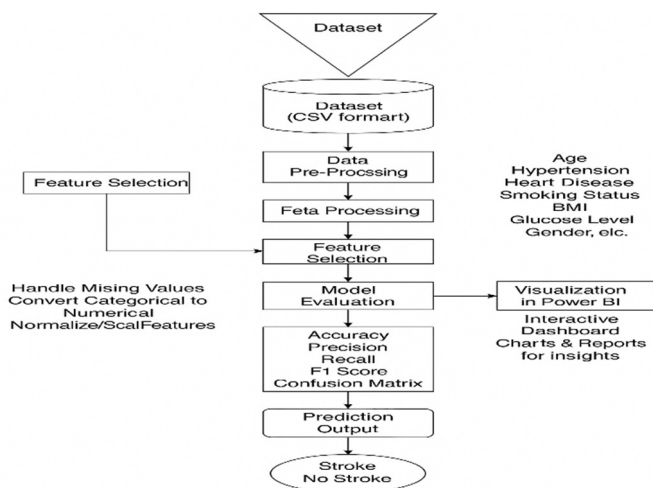 Dataset
Dataset
(CSV formart)
Data
Pre-Procssing
Feta Processing
Feature Selection
Feature
Selection
Age
Hypertension
Heart Disease
Smoking Status
BMI
Glucose Level
Gender, etc.
Handle Mising Values
Convert Categorical to
Numerical
Normalize/ScalFeatures
Model
Evaluation
Visualization
in Power BI
Interactive
Dashboard
Charts & Reports
for insights
Accuracy
Precision
Recall
F1 Score
Confusion Matrix
Prediction
Output
Stroke
No Stroke